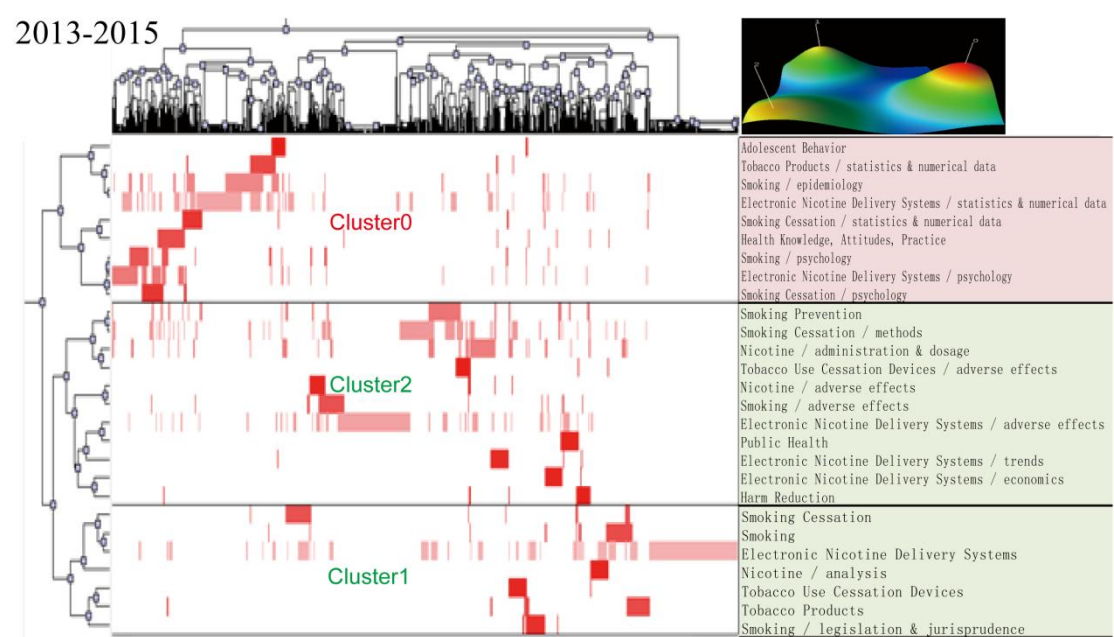 2013-2015
1
0
2
Adolescent Behavior
Tobacco Products / statistics & numerical data
Smoking / epidemiology
Electronic Nicotine Delivery Systems / statistics & numerical data
Cluster0
Smoking Cessation / statistics & numerical data
Health Knowledge, Attitudes, Practice
Smoking / psychology
Electronic Nicotine Delivery Systems / psychology
Smoking Cessation / psychology
Smoking Prevention
Smoking Cessation / methods
Nicotine / administration & dosage
Tobacco Use Cessation Devices / adverse effects
Cluster2
Nicotine / adverse effects
Smoking / adverse effects
Electronic Nicotine Delivery Systems / adverse effects
Public Health
Electronic Nicotine Delivery Systems / trends
Electronic Nicotine Delivery Systems / economics
Harm Reduction
Smoking Cessation
Smoking
Electronic Nicotine Delivery Systems
Cluster1
Nicotine / analysis
Tobacco Use Cessation Devices
Tobacco Products
Smoking / legislation & jurisprudence